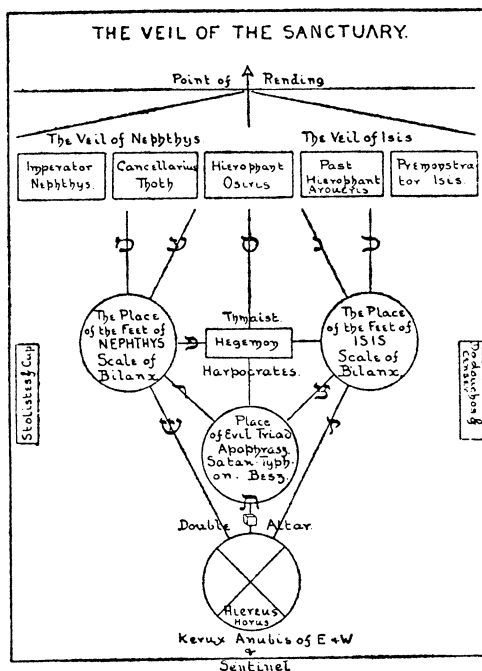 THE VEIL OF THE SANCTUARY.
Point of Rending
The Veil of Nephthys
The Veil of Isis
Imperator
Nephthys.
Cancellarius
Thoth
Hierophant
Osiris
Past
Hierophant
Aroueris
Premonstra
tor Isis.
The Place
of the Feet of
NEPHTHYS
Scale of
Bilanx
Thmaist.
Hegemon
Harpocrates.
The Place
of the Feet of
ISIS
Scale of
Bilanx
Stolistes & Cup
Dadouchos &
Censer
Place
of Evil Triad
Apophrasz
Satan. Typh-
on. Besz.
Double Altar.
Hiereus
Horus
Kerux Anubis of E & W
&
Sentinel